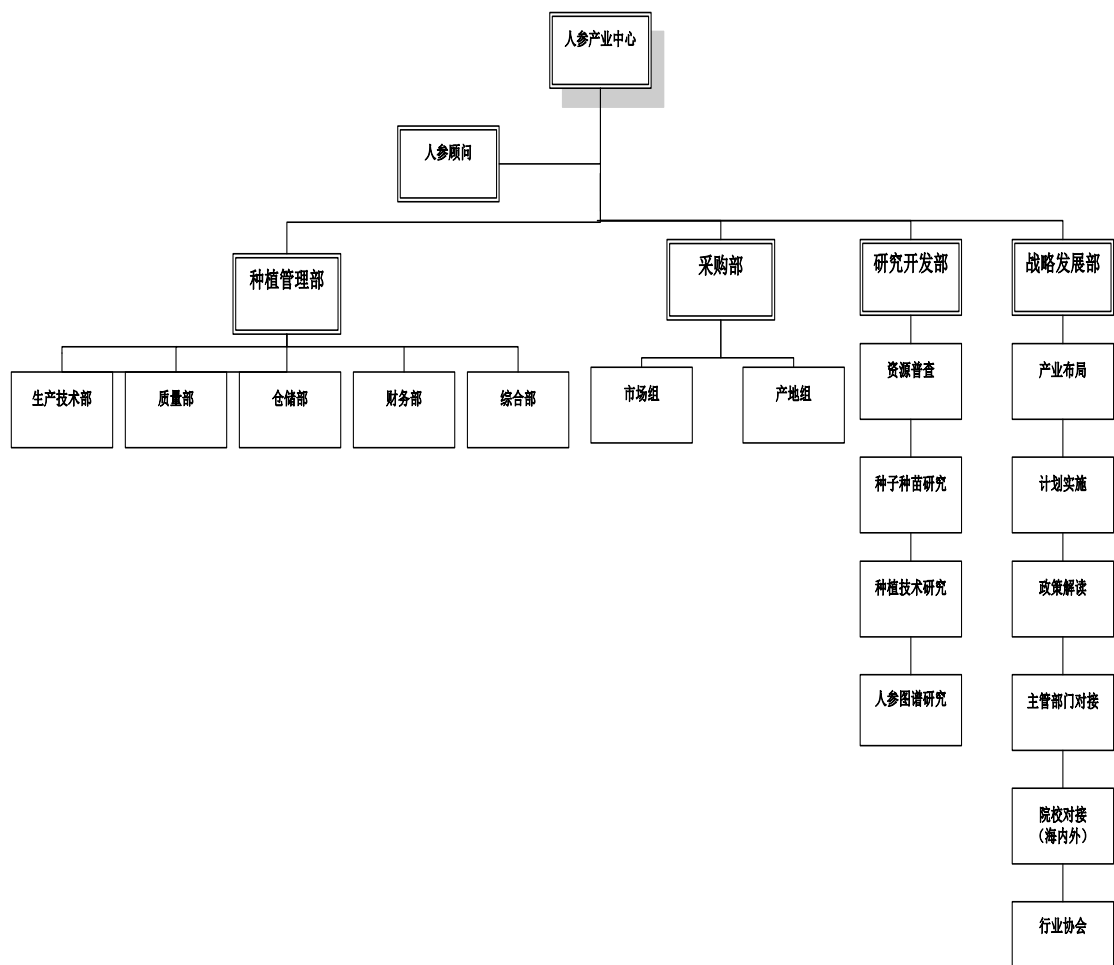 人参产业中心
人参顾问
种植管理部
采购部
研究开发部
战略发展部
生产技术部
质量部
仓储部
财务部
综合部
市场组
产地组
资源普查
种子种苗研究
种植技术研究
人参图谱研究
产业布局
计划实施
政策解读
主管部门对接
院校对接
（海内外）
行业协会